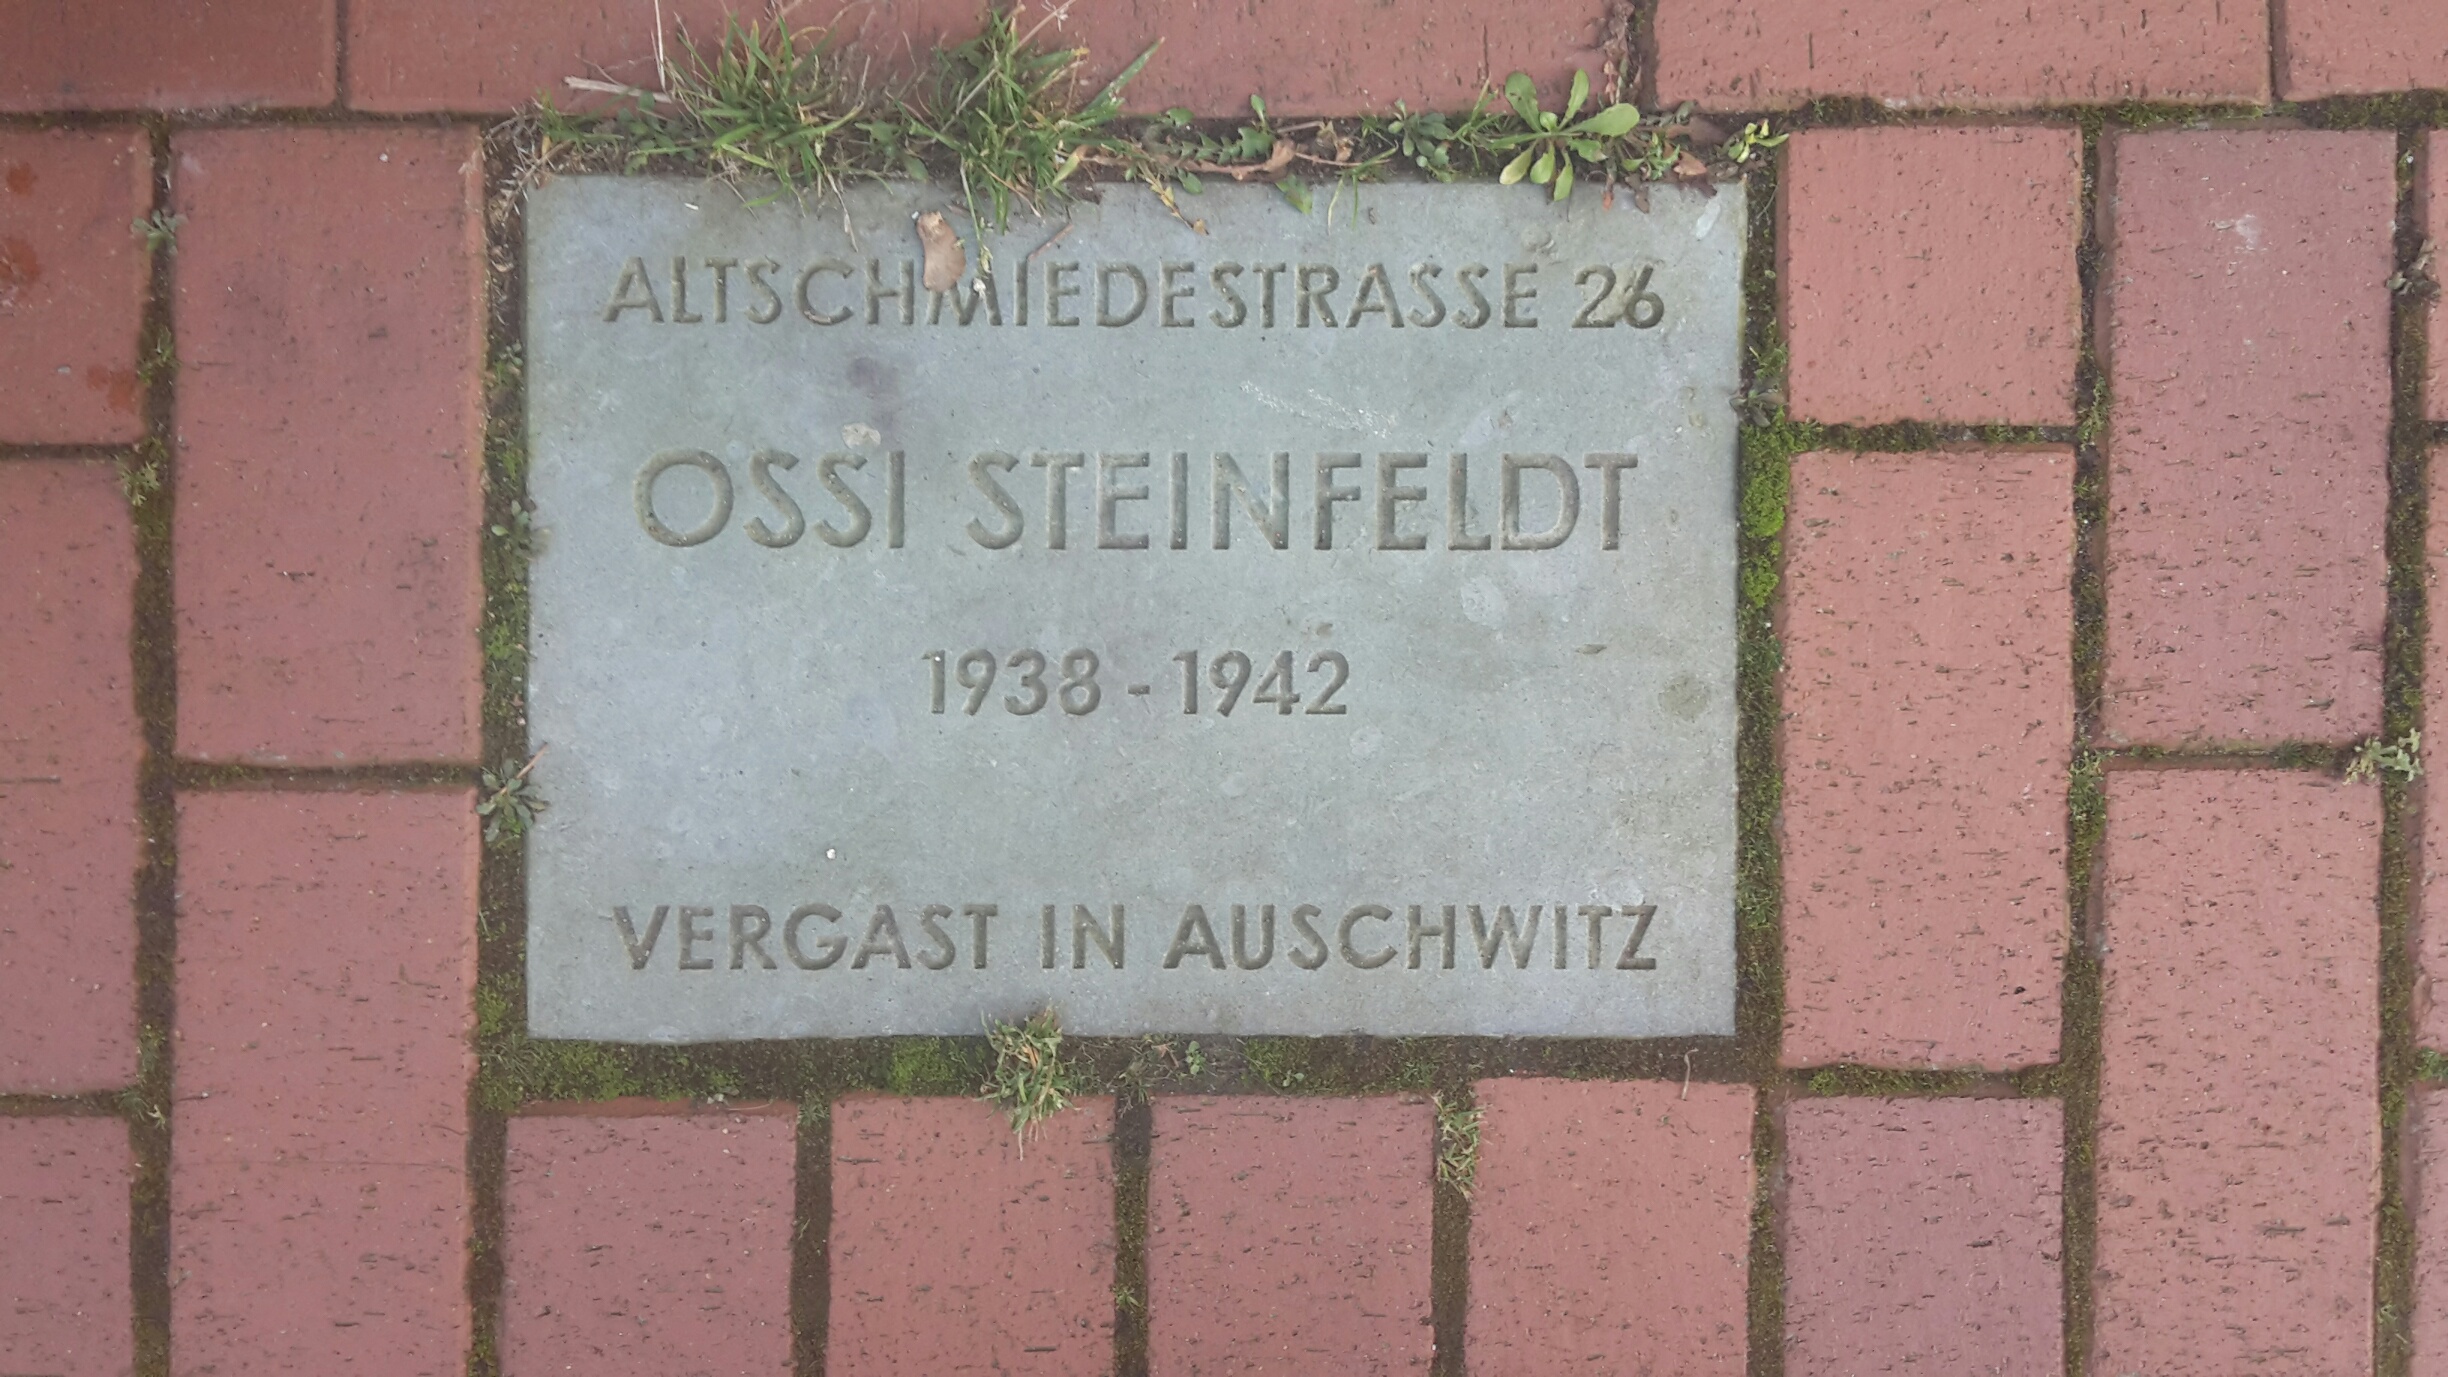 ALTSCHMIEDESTRASSE 26
OSSI STEINFELDT
1938 - 1942
VERGAST IN AUSCHWITZ